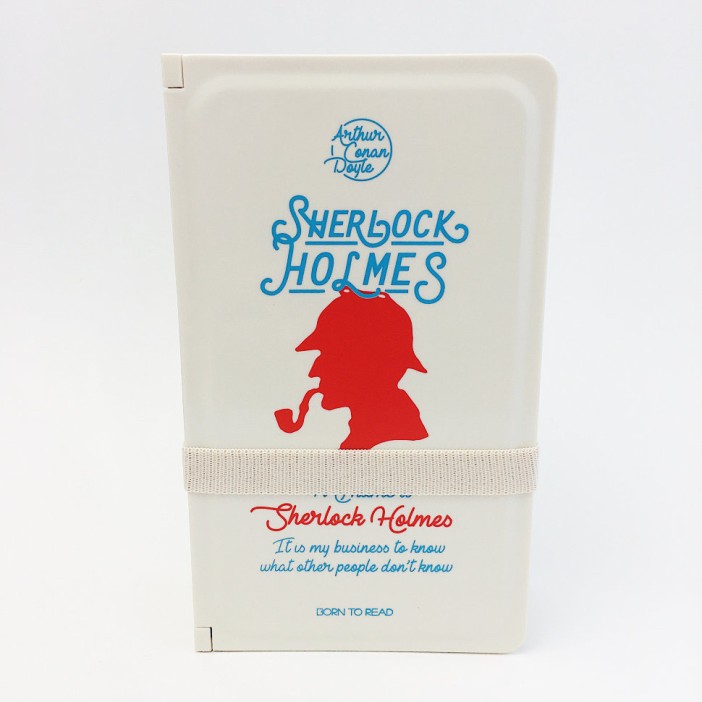 Arthur
Conan
Doyle
SHERLOCK
HOLMES
Sherlock Holmes
It is my business to know
what other people don't know
BORN TO READ